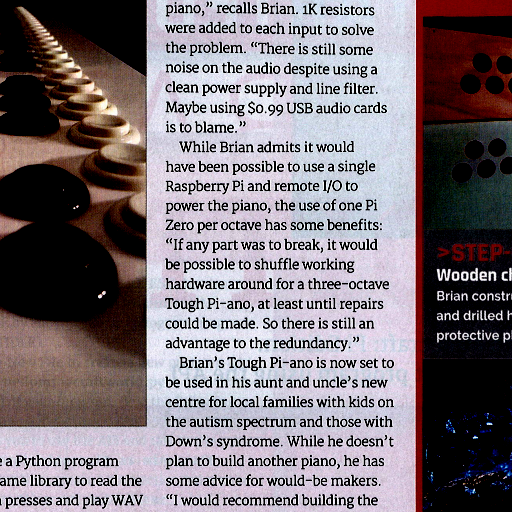 e a Python program
ame library to read the
presses and play WAV
piano,” recalls Brian. 1K resistors
were added to each input to solve
the problem. “There is still some
noise on the audio despite using a
clean power supply and line filter.
Maybe using $0.99 USB audio cards
is to blame.”
While Brian admits it would
have been possible to use a single
Raspberry Pi and remote I/O to
power the piano, the use of one Pi
Zero per octave has some benefits:
“If any part was to break, it would
be possible to shuffle working
hardware around for a three-octave
Tough Pi-ano, at least until repairs
could be made. So there is still an
advantage to the redundancy.”
Brian’s Tough Pi-ano is now set to
be used in his aunt and uncle’s new
centre for local families with kids on
the autism spectrum and those with
Down’s syndrome. While he doesn’t
plan to build another piano, he has
some advice for would-be makers.
“I would recommend building the
>STEP-
Wooden ch
Brian constru
and drilled h
protective pl